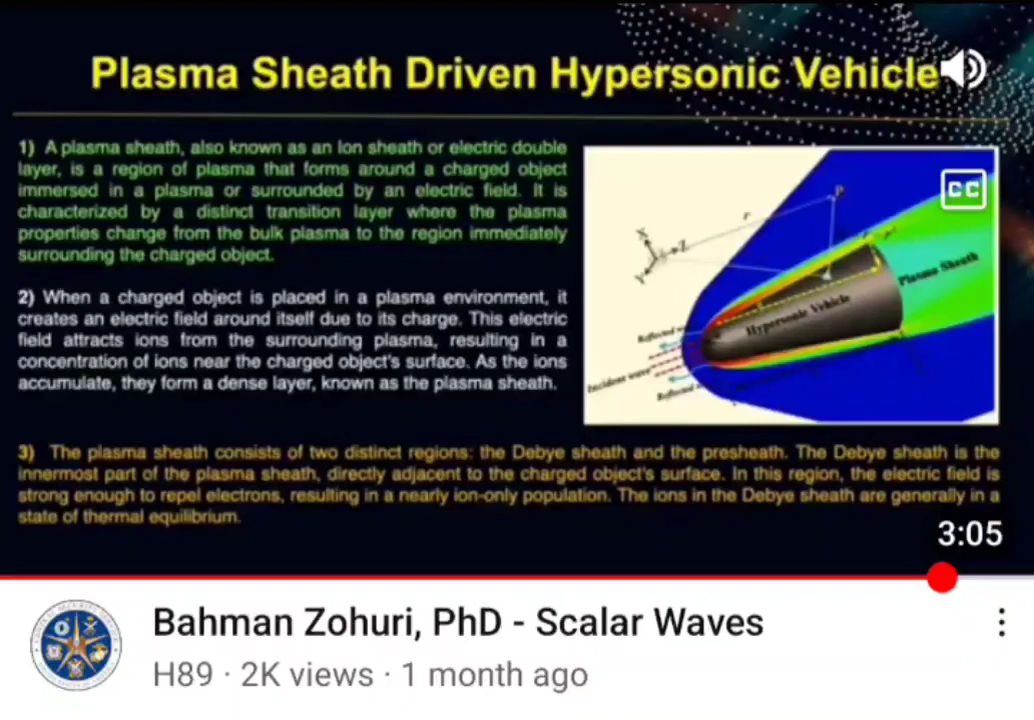 Plasma Sheath Driven Hypersonic Vehicle
1) A plasma sheath, also known as an Ion sheath or electric double
layer, is a region of plasma that forms around a charged object
immersed in a plasma or surrounded by an electric field. It is
characterized by a distinct transition layer where the plasma
properties change from the bulk plasma to the region immediately
surrounding the charged object.
2) When a charged object is placed in a plasma environment, it
creates an electric field around itself due to its charge. This electric
field attracts ions from the surrounding plasma, resulting in a
concentration of ions near the charged object's surface. As the ions
accumulate, they form a dense layer, known as the plasma sheath.
CC
P
r
X
Z
Y
Plasma Sheath
Hypersonic Vehicle
Reflected
Incident wave
Reflected
3) The plasma sheath consists of two distinct regions: the Debye sheath and the presheath. The Debye sheath is the
innermost part of the plasma sheath, directly adjacent to the charged object's surface. In this region, the electric field is
strong enough to repel electrons, resulting in a nearly ion-only population. The ions in the Debye sheath are generally in a
state of thermal equilibrium.
3:05
Bahman Zohuri, PhD - Scalar Waves
H89 · 2K views · 1 month ago